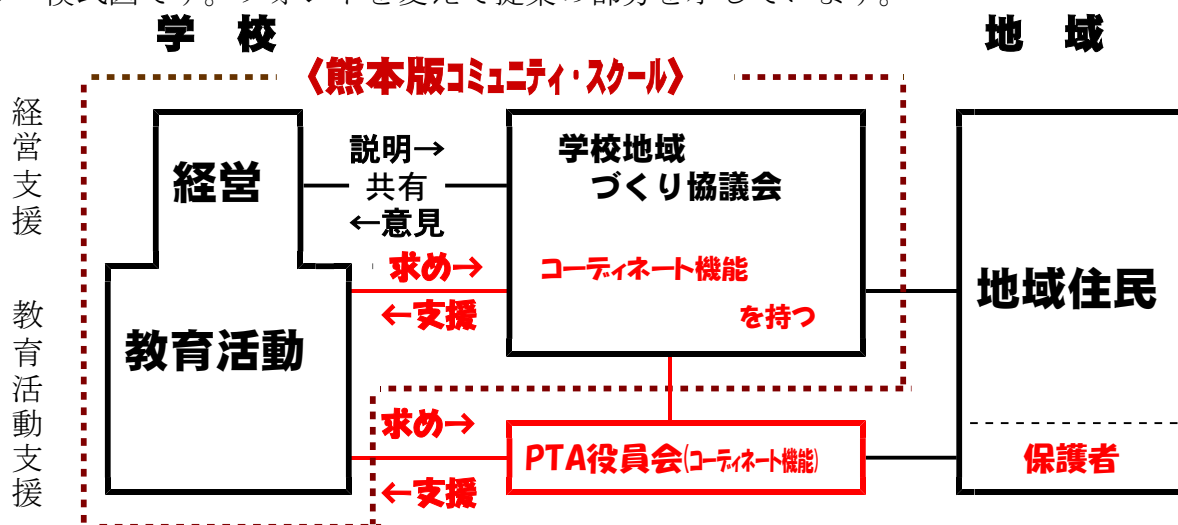 学 校
地 域
〈熊本版コミュニティ・スクール〉
経営支援
教育活動支援
経営
説明→
共有
←意見
学校地域
づくり協議会
求め→
←支援
コーディネート機能
を持つ
教育活動
地域住民
求め→
←支援
PTA役員会(コーディネート機能)
保護者